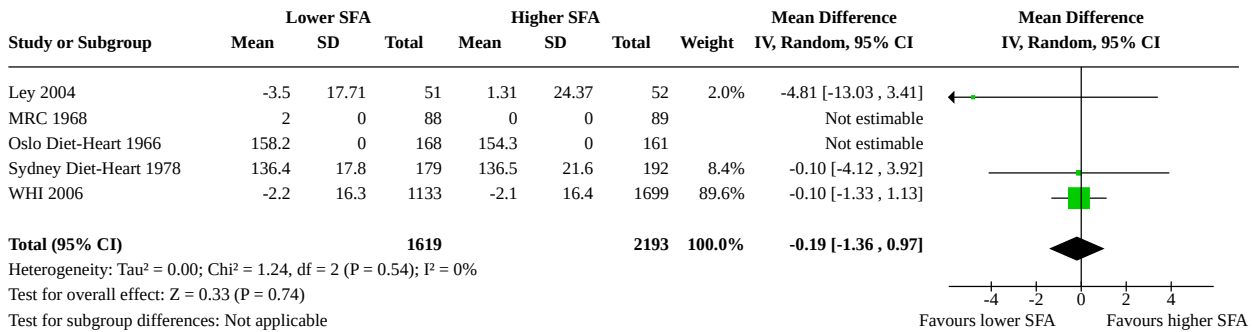 Lower SFA Higher SFA Mean Difference Mean Difference
Study or Subgroup Mean SD Total Mean SD Total Weight IV, Random, 95% CI IV, Random, 95% CI
Ley 2004 -3.5 17.71 51 1.31 24.37 52 2.0% -4.81 [-13.03 , 3.41]
MRC 1968 2 0 88 0 0 89 Not estimable
Oslo Diet-Heart 1966 158.2 0 168 154.3 0 161 Not estimable
Sydney Diet-Heart 1978 136.4 17.8 179 136.5 21.6 192 8.4% -0.10 [-4.12 , 3.92]
WHI 2006 -2.2 16.3 1133 -2.1 16.4 1699 89.6% -0.10 [-1.33 , 1.13]
Total (95% CI) 1619 2193 100.0% -0.19 [-1.36 , 0.97]
Heterogeneity: Tau² = 0.00; Chi² = 1.24, df = 2 (P = 0.54); I² = 0%
Test for overall effect: Z = 0.33 (P = 0.74) -4 -2 0 2 4
Test for subgroup differences: Not applicable Favours lower SFA Favours higher SFA